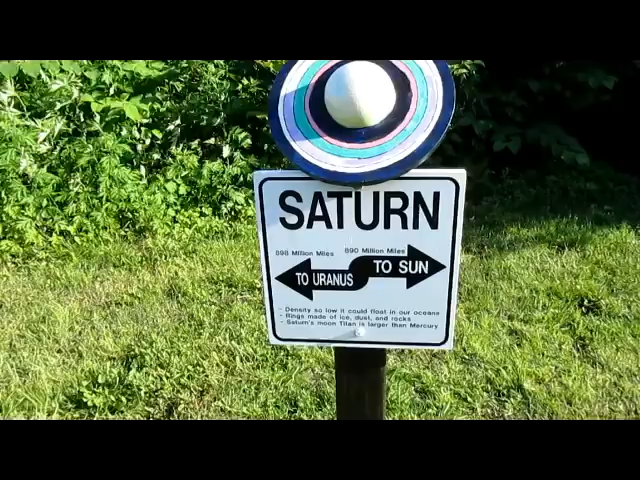 SATURN
898 Million Miles 890 Million Miles
TO URANUS TO SUN
- Density so low it could float in our oceans
- Rings made of ice, dust, and rocks
- Saturn's moon Titan is larger than Mercury